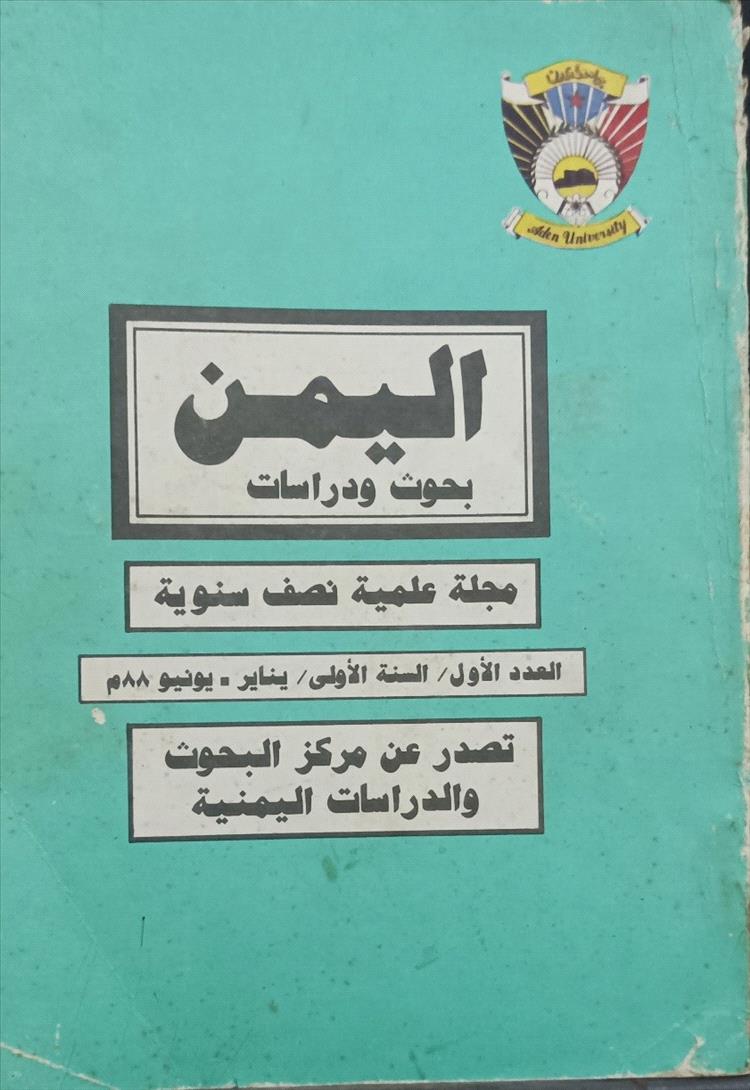 جامعة عدن
Aden University
اليمن
بحوث ودراسات
مجلة علمية نصف سنوية
العدد الأول/ السنة الأولى/ يناير - يونيو ٨٨م
تصدر عن مركز البحوث
والدراسات اليمنية